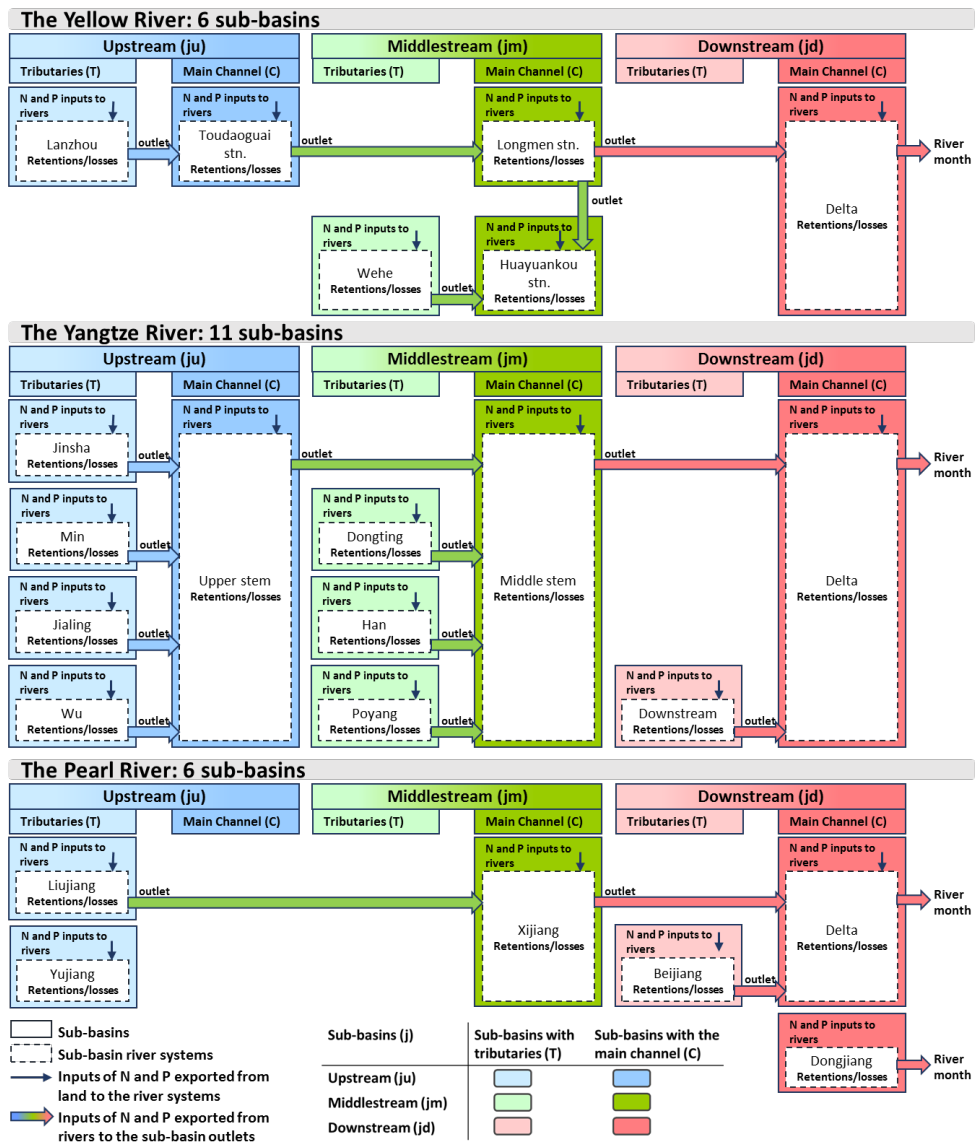 The Yellow River: 6 sub-basins
Upstream (ju)
Middlestream (jm)
Downstream (jd)
Tributaries (T)
Main Channel (C)
Tributaries (T)
Main Channel (C)
Tributaries (T)
Main Channel (C)
N and P inputs to
rivers
Lanzhou
Retentions/losses
outlet
N and P inputs to
rivers
Toudaoguai
stn.
Retentions/losses
outlet
N and P inputs to
rivers
Longmen stn.
Retentions/losses
outlet
outlet
N and P inputs to
rivers
Delta
Retentions/losses
River
month
N and P inputs to
rivers
Wehe
Retentions/losses
outlet
N and P inputs to
rivers
Huayuankou
stn.
Retentions/losses
The Yangtze River: 11 sub-basins
Upstream (ju)
Middlestream (jm)
Downstream (jd)
Tributaries (T)
Main Channel (C)
Tributaries (T)
Main Channel (C)
Tributaries (T)
Main Channel (C)
N and P inputs to
rivers
Jinsha
Retentions/losses
outlet
N and P inputs to
rivers
Min
Retentions/losses
outlet
N and P inputs to
rivers
Jialing
Retentions/losses
outlet
N and P inputs to
rivers
Wu
Retentions/losses
outlet
N and P inputs to
rivers
Upper stem
Retentions/losses
outlet
N and P inputs to
rivers
Dongting
Retentions/losses
outlet
N and P inputs to
rivers
Han
Retentions/losses
outlet
N and P inputs to
rivers
Poyang
Retentions/losses
outlet
N and P inputs to
rivers
Middle stem
Retentions/losses
outlet
N and P inputs to
rivers
Downstream
Retentions/losses
outlet
N and P inputs to
rivers
Delta
Retentions/losses
River
month
The Pearl River: 6 sub-basins
Upstream (ju)
Middlestream (jm)
Downstream (jd)
Tributaries (T)
Main Channel (C)
Tributaries (T)
Main Channel (C)
Tributaries (T)
Main Channel (C)
N and P inputs to
rivers
Liujiang
Retentions/losses
outlet
N and P inputs to
rivers
Yujiang
Retentions/losses
N and P inputs to
rivers
Xijiang
Retentions/losses
outlet
N and P inputs to
rivers
Beijiang
Retentions/losses
outlet
N and P inputs to
rivers
Delta
Retentions/losses
River
month
N and P inputs to
rivers
Dongjiang
Retentions/losses
River
month
Sub-basins
Sub-basin river systems
Inputs of N and P exported from
land to the river systems
Inputs of N and P exported from
rivers to the sub-basin outlets
Sub-basins (j)
Sub-basins with
tributaries (T)
Sub-basins with the
main channel (C)
Upstream (ju)
Middlestream (jm)
Downstream (jd)